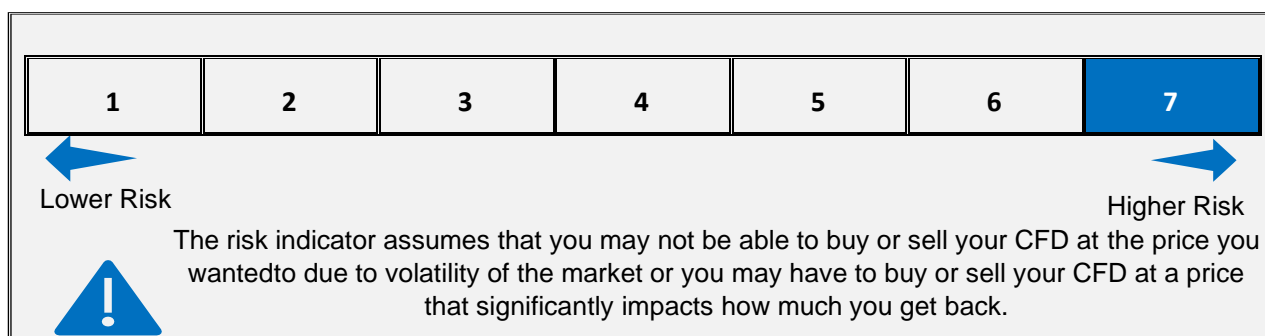 1 2 3 4 5 6 7
Lower Risk
Higher Risk
The risk indicator assumes that you may not be able to buy or sell your CFD at the price you
wantedto due to volatility of the market or you may have to buy or sell your CFD at a price
that significantly impacts how much you get back.